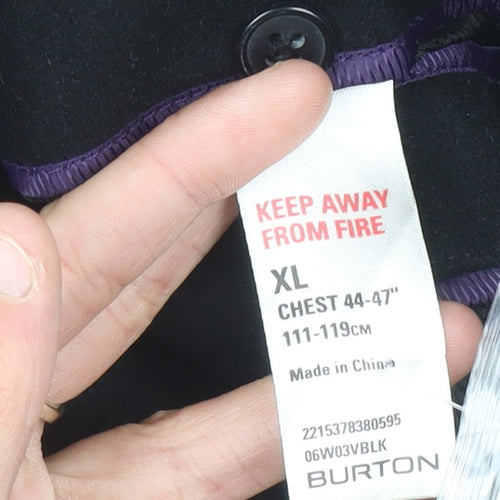 KEEP AWAY
FROM FIRE
XL
CHEST 44-47"
111-119CM
Made in China
2215378380595
06W03VBLK
BURTON